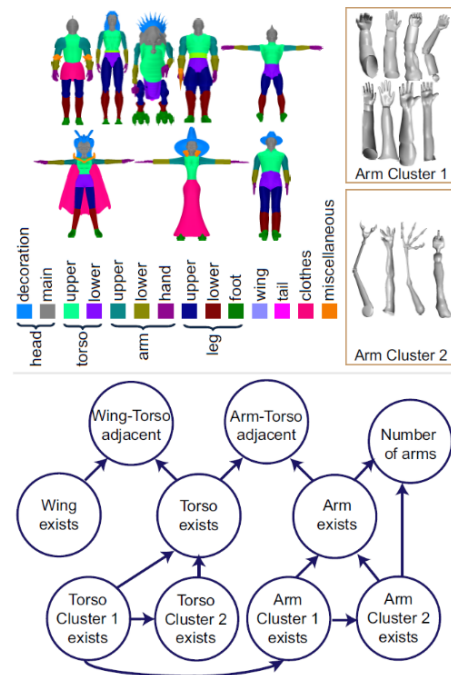 Arm Cluster 1
decoration
main
upper
lower
upper
lower
hand
upper
lower
foot
wing
tail
clothes
miscellaneous
head
torso
arm
leg
Arm Cluster 2
Wing-Torso
adjacent
Arm-Torso
adjacent
Number
of arms
Wing
exists
Torso
exists
Arm
exists
Torso
Cluster 1
exists
Torso
Cluster 2
exists
Arm
Cluster 1
exists
Arm
Cluster 2
exists